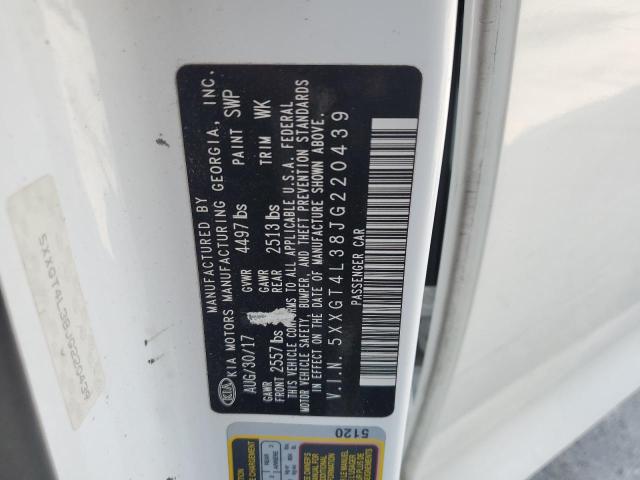 KIA
MANUFACTURED BY
KIA MOTORS MANUFACTURING GEORGIA, INC.
AUG/30/17 GVWR 4497 lbs PAINT SWP
GAWR FRONT 2557 lbs GAWR REAR 2513 lbs TRIM WK
THIS VEHICLE CONFORMS TO ALL APPLICABLE U.S.A. FEDERAL
MOTOR VEHICLE SAFETY, BUMPER, AND THEFT PREVENTION STANDARDS
IN EFFECT ON THE DATE OF MANUFACTURE SHOWN ABOVE.
V.I.N. 5XXGT4L38JG220439
PASSENGER CAR
5XXGT4L38JG220439
5120